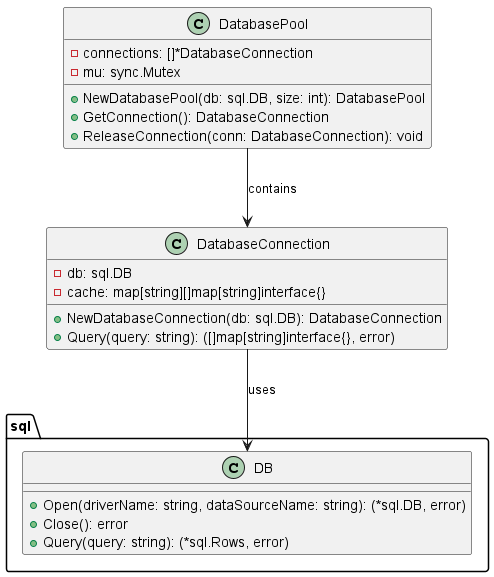 C DatabasePool
connections: []*DatabaseConnection
mu: sync.Mutex
NewDatabasePool(db: sql.DB, size: int): DatabasePool
GetConnection(): DatabaseConnection
ReleaseConnection(conn: DatabaseConnection): void
contains
C DatabaseConnection
db: sql.DB
cache: map[string][]map[string]interface{}
NewDatabaseConnection(db: sql.DB): DatabaseConnection
Query(query: string): ([]map[string]interface{}, error)
uses
sql
C DB
Open(driverName: string, dataSourceName: string): (*sql.DB, error)
Close(): error
Query(query: string): (*sql.Rows, error)